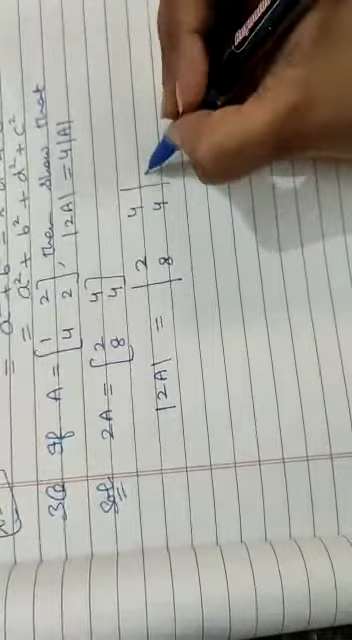 = a² + b² + d² + c²
3Q If A = [1 2 4 2], then show that |2A| = 4|A|
Sol 2A = [2 4 8 4]
|2A| = |2 4 8 4|